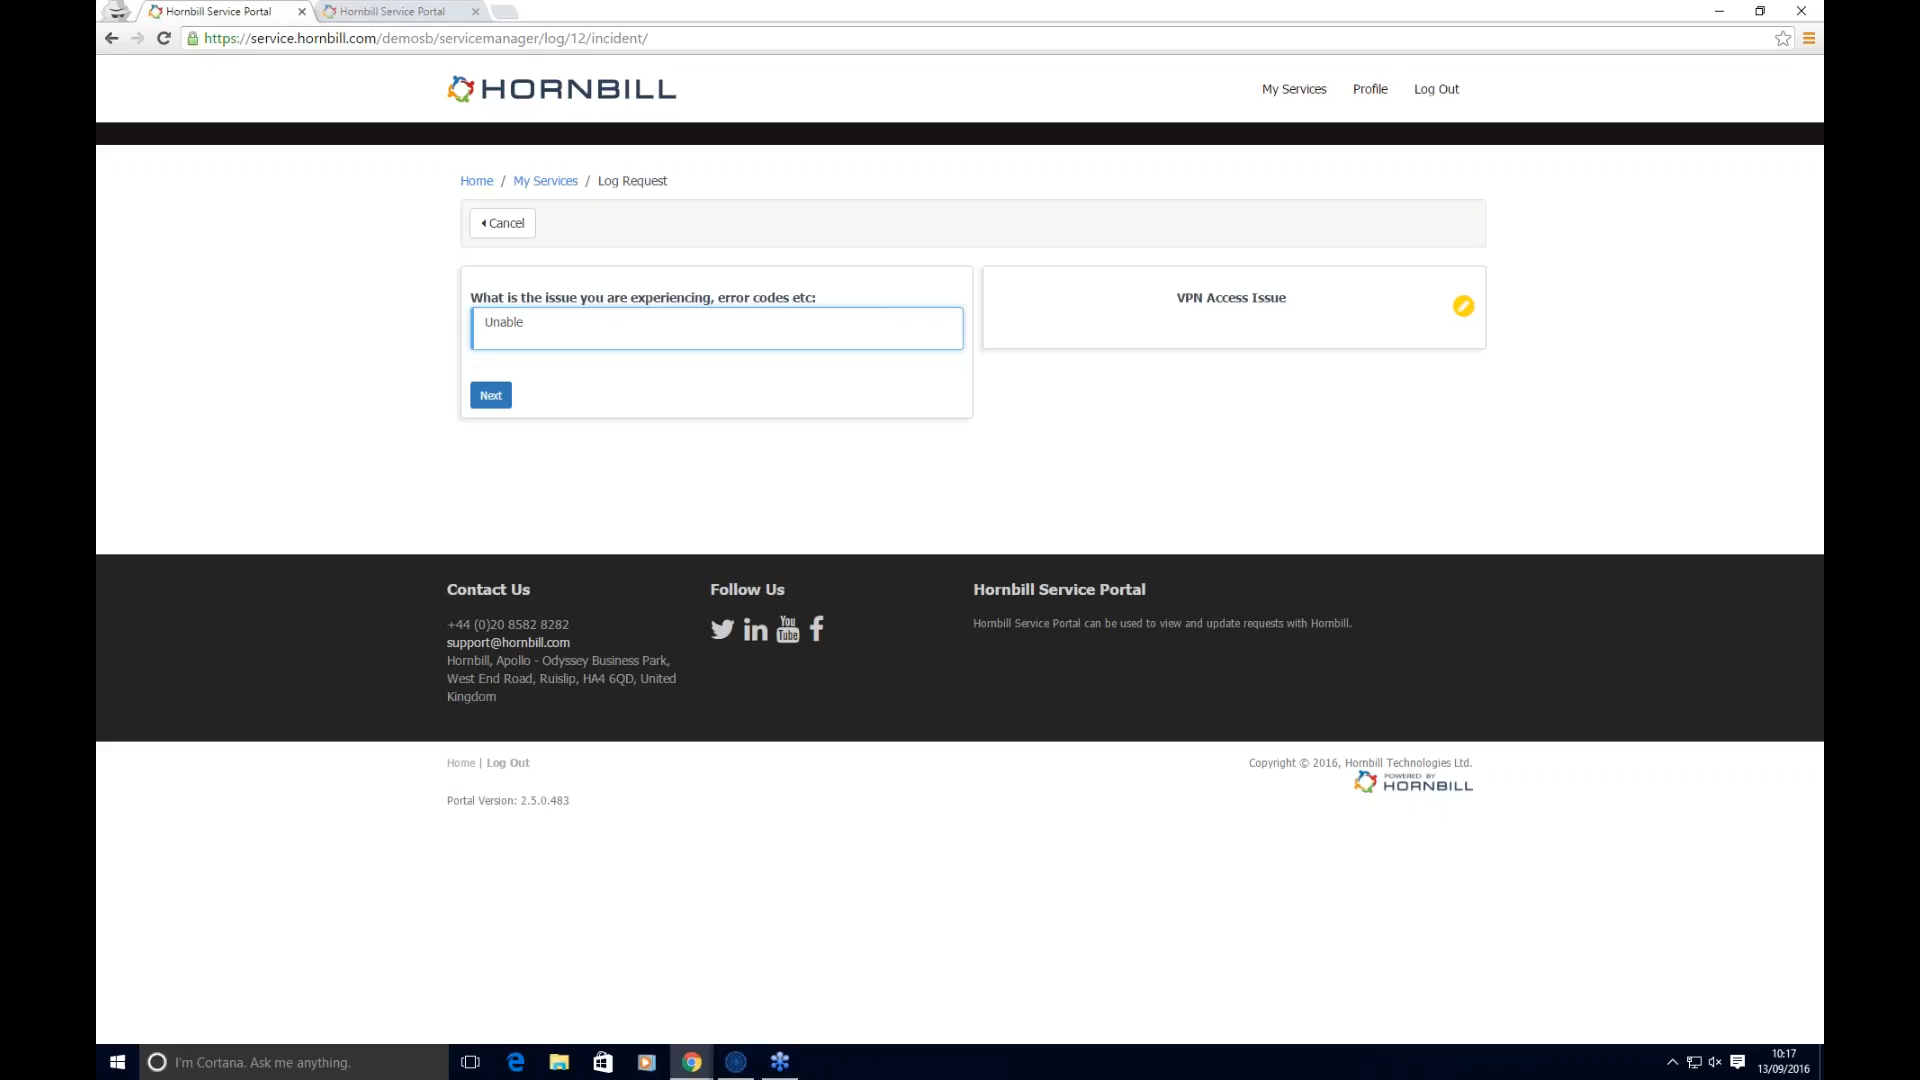 Hornbill Service Portal
Hornbill Service Portal
https://service.hornbill.com/demosb/servicemanager/log/12/incident/
HORNBILL
My Services Profile Log Out
Home / My Services / Log Request
Cancel
What is the issue you are experiencing, error codes etc:
Unable
Next
VPN Access Issue
Contact Us
+44 (0)20 8582 8282
support@hornbill.com
Hornbill, Apollo - Odyssey Business Park,
West End Road, Ruislip, HA4 6QD, United
Kingdom
Follow Us
You
Tube
Hornbill Service Portal
Hornbill Service Portal can be used to view and update requests with Hornbill.
Home | Log Out
Copyright © 2016, Hornbill Technologies Ltd.
POWERED BY
HORNBILL
Portal Version: 2.5.0.483
I'm Cortana. Ask me anything.
10:17
13/09/2016